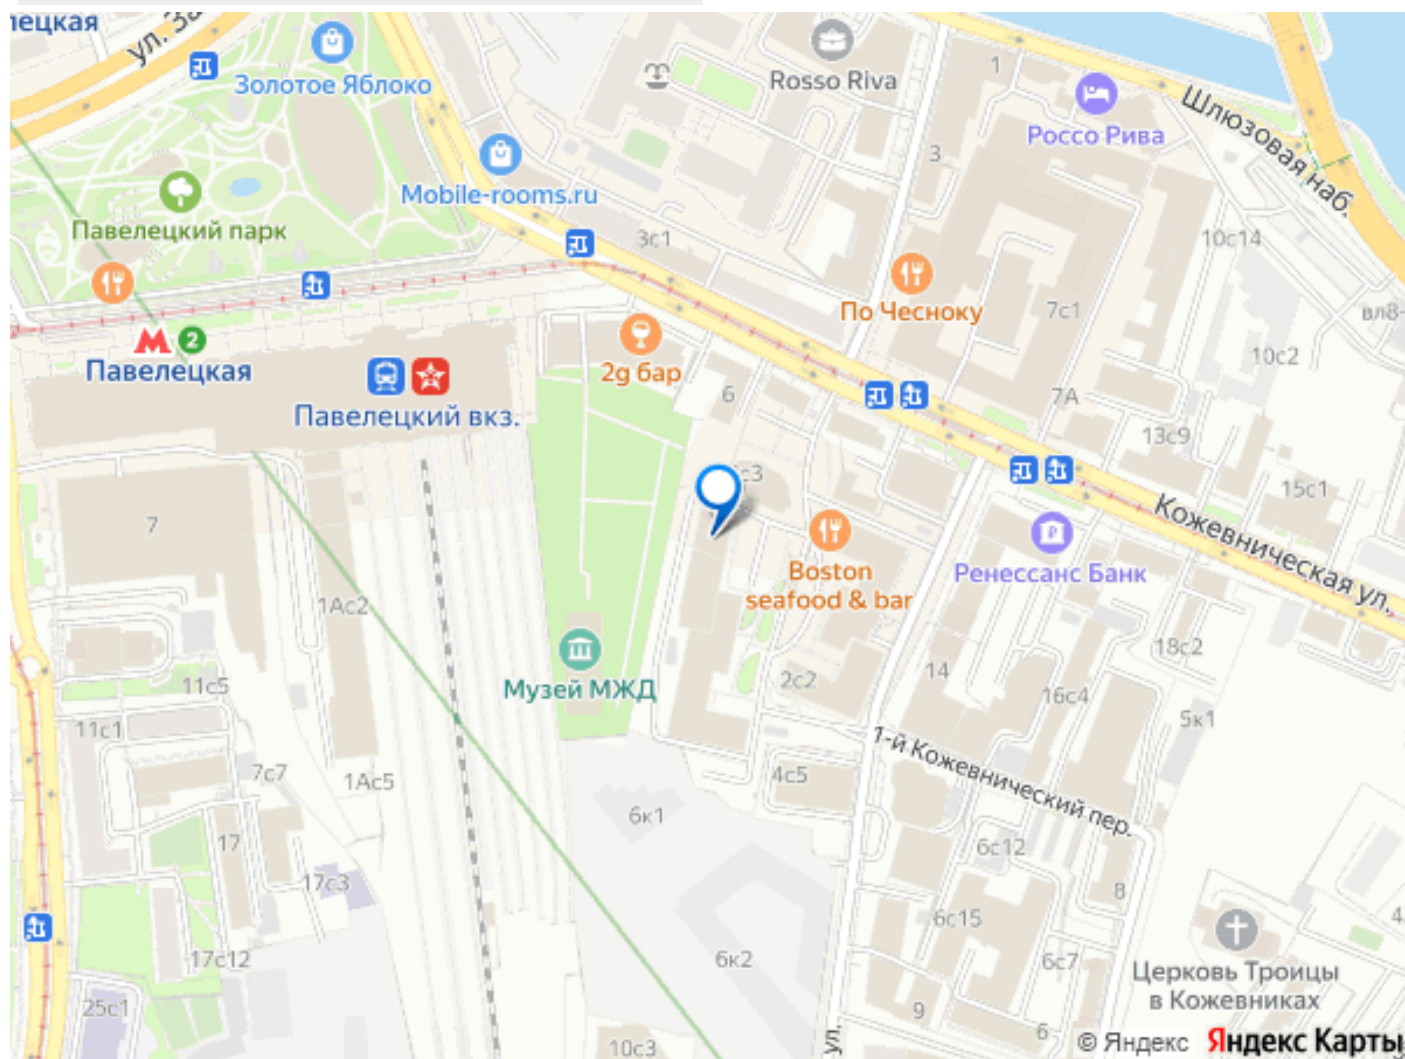 лецкая
ул. За
Золотое Яблоко
Rosso Riva
1
Россо Рива
Шлюзовая наб.
3
Mobile-rooms.ru
Павелецкий парк
3с1
10с14
По Чесноку
7с1
вл8-
М 2
Павелецкая
2g бар
10с2
Павелецкий вкз.
6
7А
13с9
с3
15с1
7
Кожевническая ул.
Boston
seafood & bar
Ренессанс Банк
1Ас2
18с2
Музей МЖД
11с5
2с2
14
16с4
5к1
11с1
1-й Кожевнический пер.
7с7
1Ас5
4с5
6к1
17
6с12
17с3
8
6с15
4
17с12
6к2
6с7
Церковь Троицы
в Кожевниках
25с1
9
6
ул.
10с3
© Яндекс Яндекс Карты